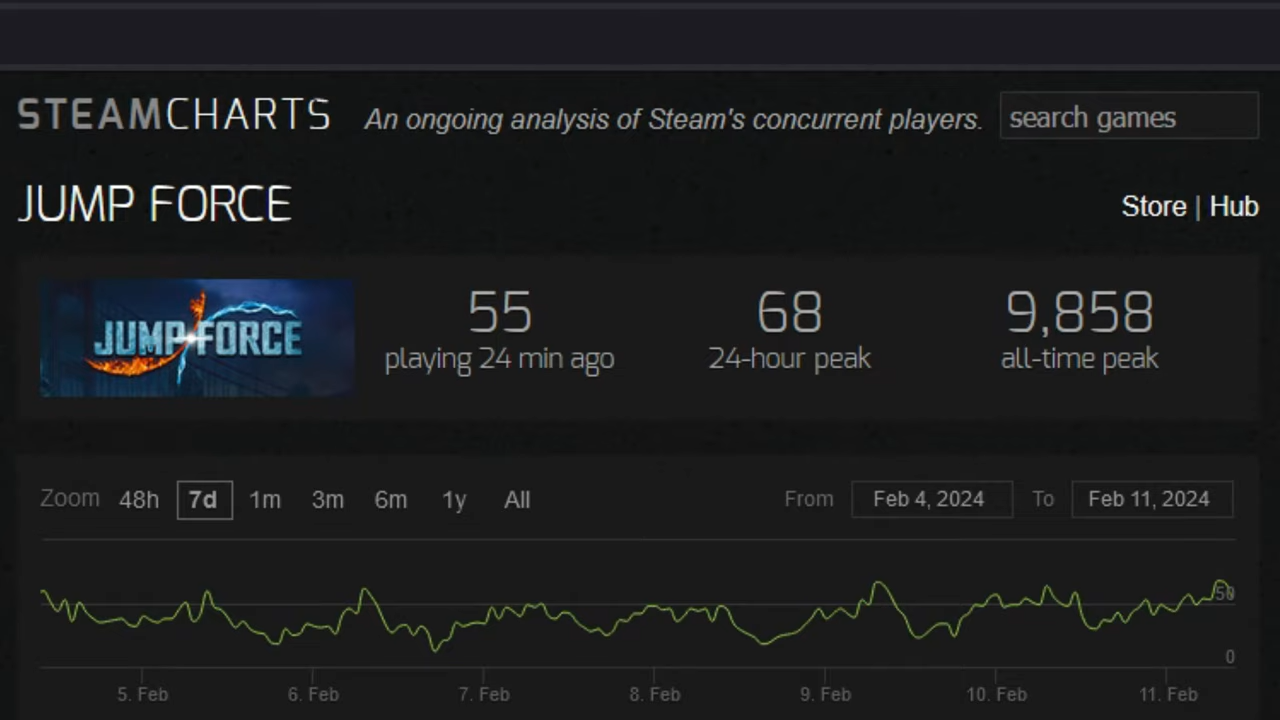 STEAMCHARTS An ongoing analysis of Steam's concurrent players. search games
JUMP FORCE Store | Hub
JUMP FORCE
55 68 9,858
playing 24 min ago 24-hour peak all-time peak
Zoom 48h 7d 1m 3m 6m 1y All From Feb 4, 2024 To Feb 11, 2024
50
0
5. Feb 6. Feb 7. Feb 8. Feb 9. Feb 10. Feb 11. Feb